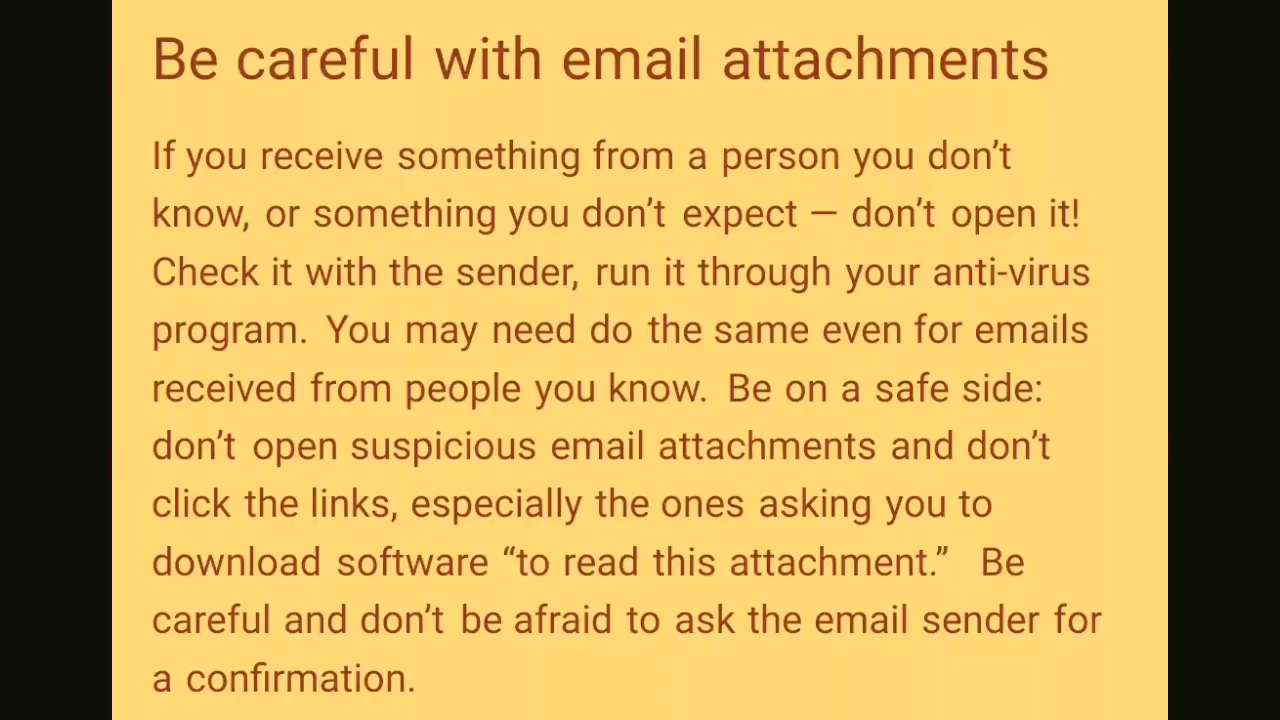 Be careful with email attachments
If you receive something from a person you don’t
know, or something you don’t expect — don’t open it!
Check it with the sender, run it through your anti-virus
program. You may need do the same even for emails
received from people you know. Be on a safe side:
don’t open suspicious email attachments and don’t
click the links, especially the ones asking you to
download software “to read this attachment.” Be
careful and don’t be afraid to ask the email sender for
a confirmation.